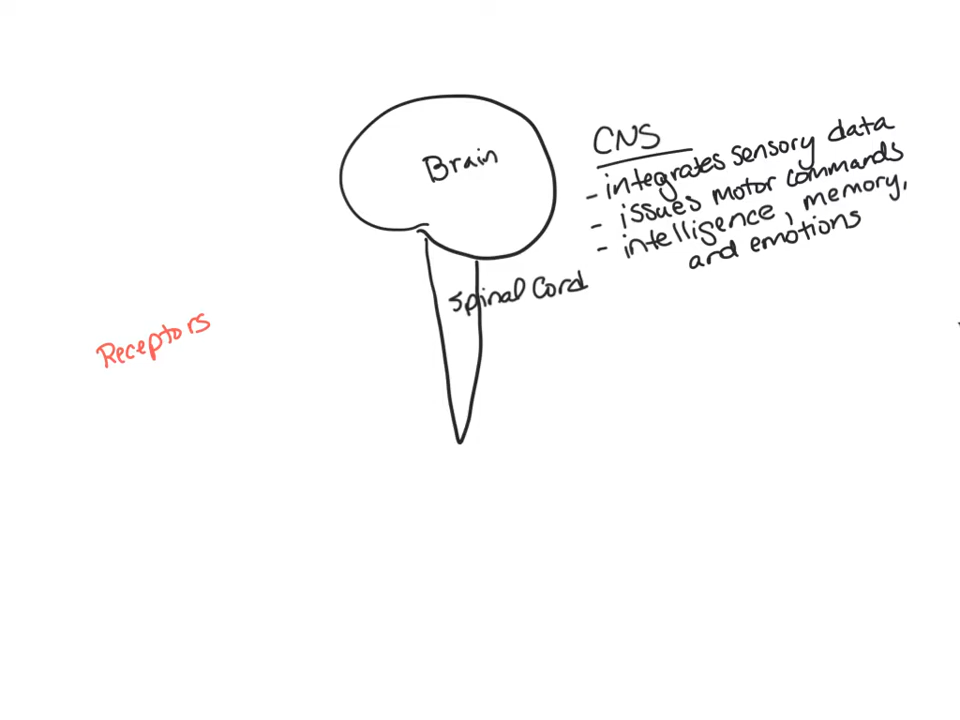 Brain
CNS
- integrates sensory data
- issues motor commands
- intelligence, memory,
and emotions
Spinal Cord
Receptors